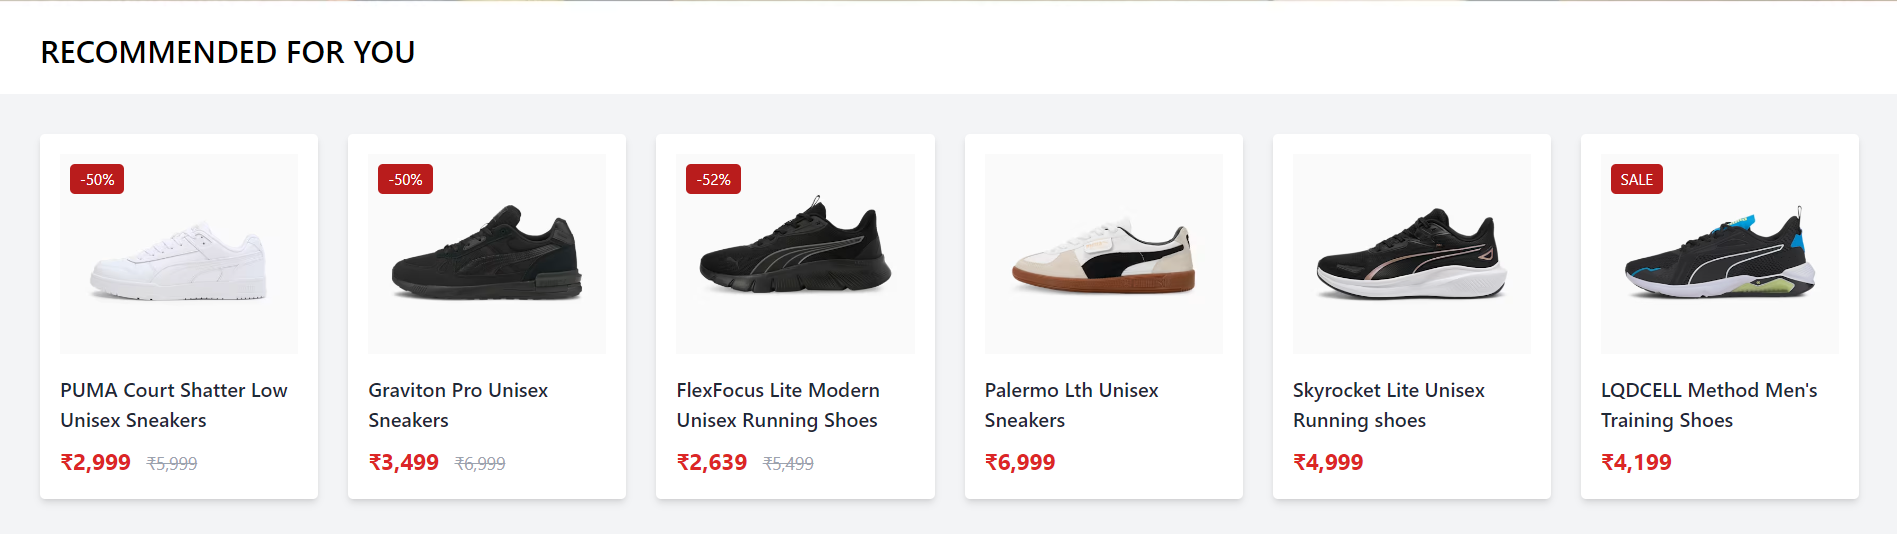 RECOMMENDED FOR YOU
-50%
PUMA Court Shatter Low
Unisex Sneakers
₹2,999 ₹5,999
-50%
Graviton Pro Unisex
Sneakers
₹3,499 ₹6,999
-52%
FlexFocus Lite Modern
Unisex Running Shoes
₹2,639 ₹5,499
Palermo Lth Unisex
Sneakers
₹6,999
Skyrocket Lite Unisex
Running shoes
₹4,999
SALE
LQDCELL Method Men's
Training Shoes
₹4,199